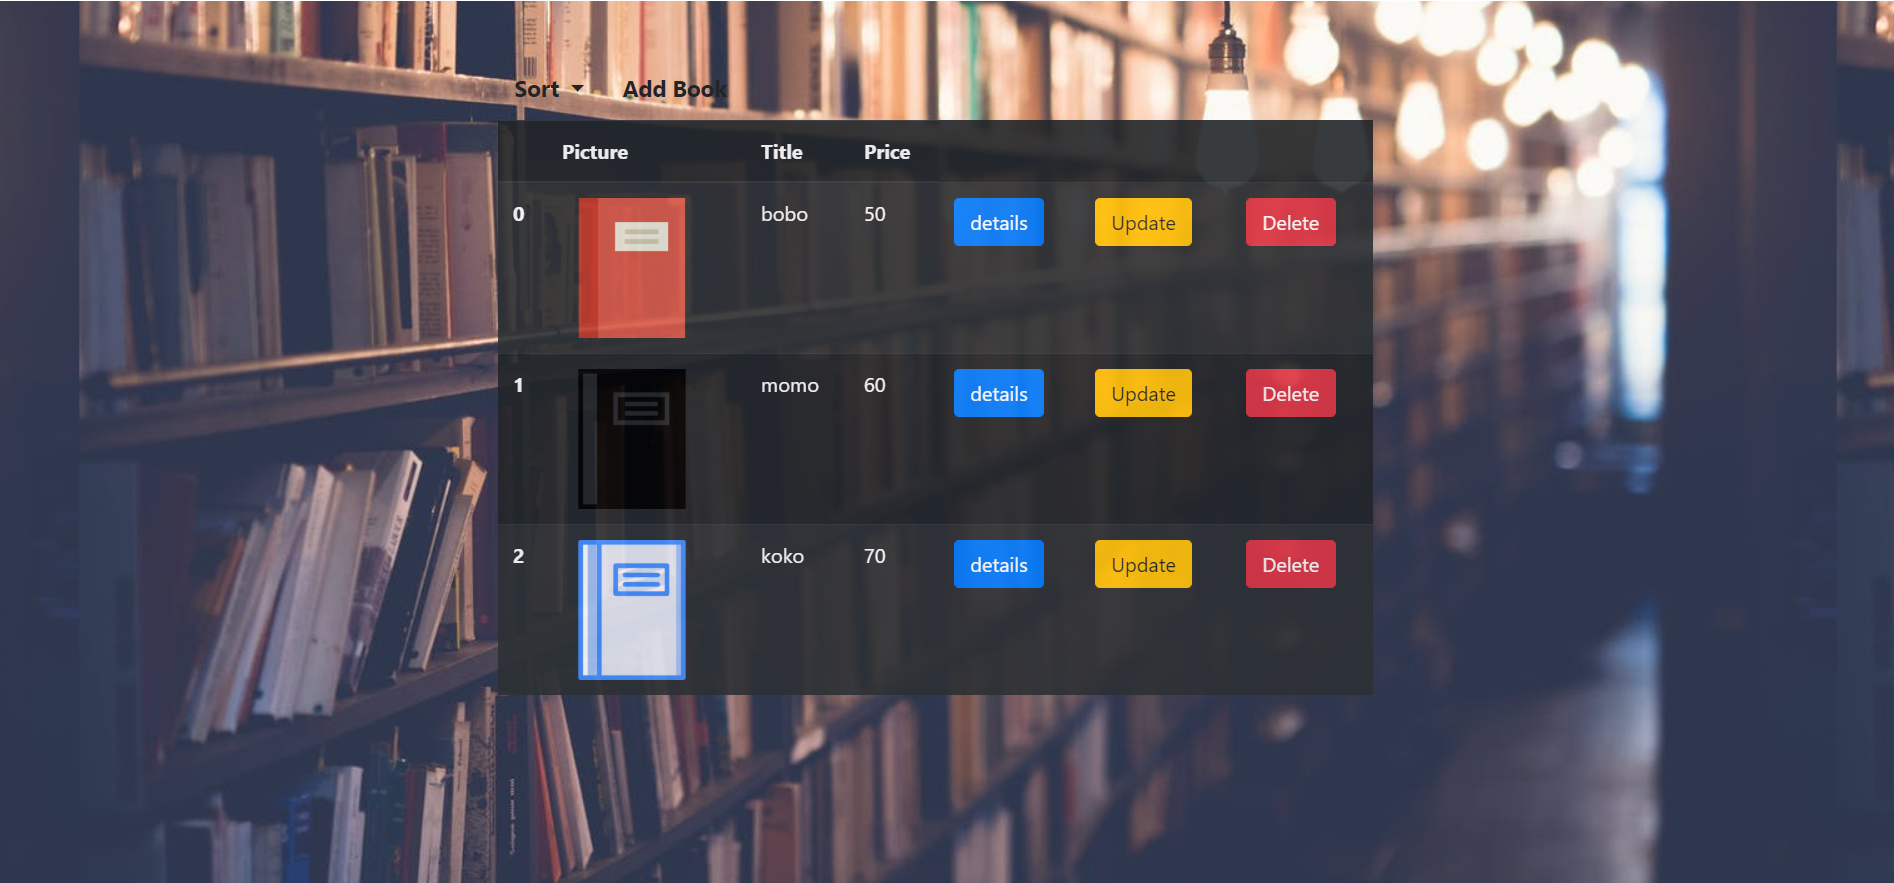 Sort Add Book
Picture Title Price
0 bobo 50 details Update Delete
1 momo 60 details Update Delete
2 koko 70 details Update Delete